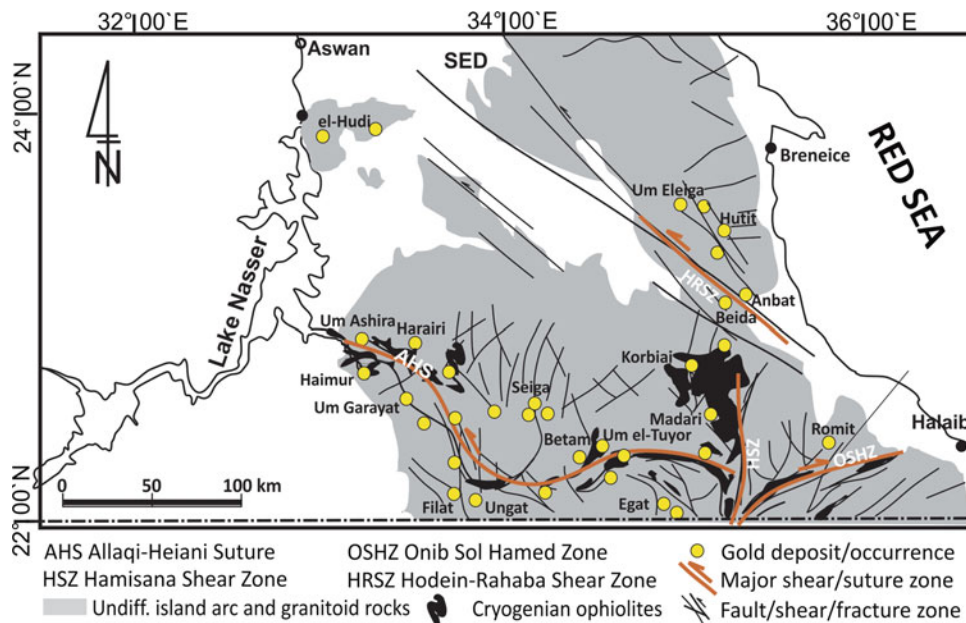 32°00`E 34°00`E 36°00`E
Aswan
SED
24°00`N
el-Hudi
Breneice
RED SEA
N
Um Eleiga
Hutit
Lake Nasser
HRSZ
Anbat
Beida
Um Ashira
Harairi
AHS
Korbiai
Haimur
Seiga
Um Garayat
Madari
Romit
Halaib
Betam
Um el-Tuyor
HSZ
OSHZ
0 50 100 km
Filat
Ungat
Egat
22°00`N
AHS Allaqi-Heiani Suture
OSHZ Onib Sol Hamed Zone
Gold deposit/occurrence
HSZ Hamisana Shear Zone
HRSZ Hodein-Rahaba Shear Zone
Major shear/suture zone
Undiff. island arc and granitoid rocks
Cryogenian ophiolites
Fault/shear/fracture zone